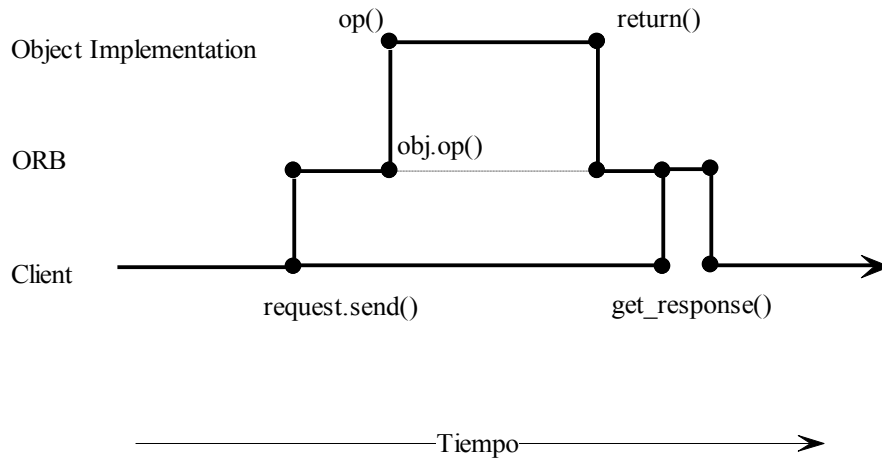 op()
return()
Object Implementation
obj.op()
ORB
Client
request.send()
get_response()
Tiempo